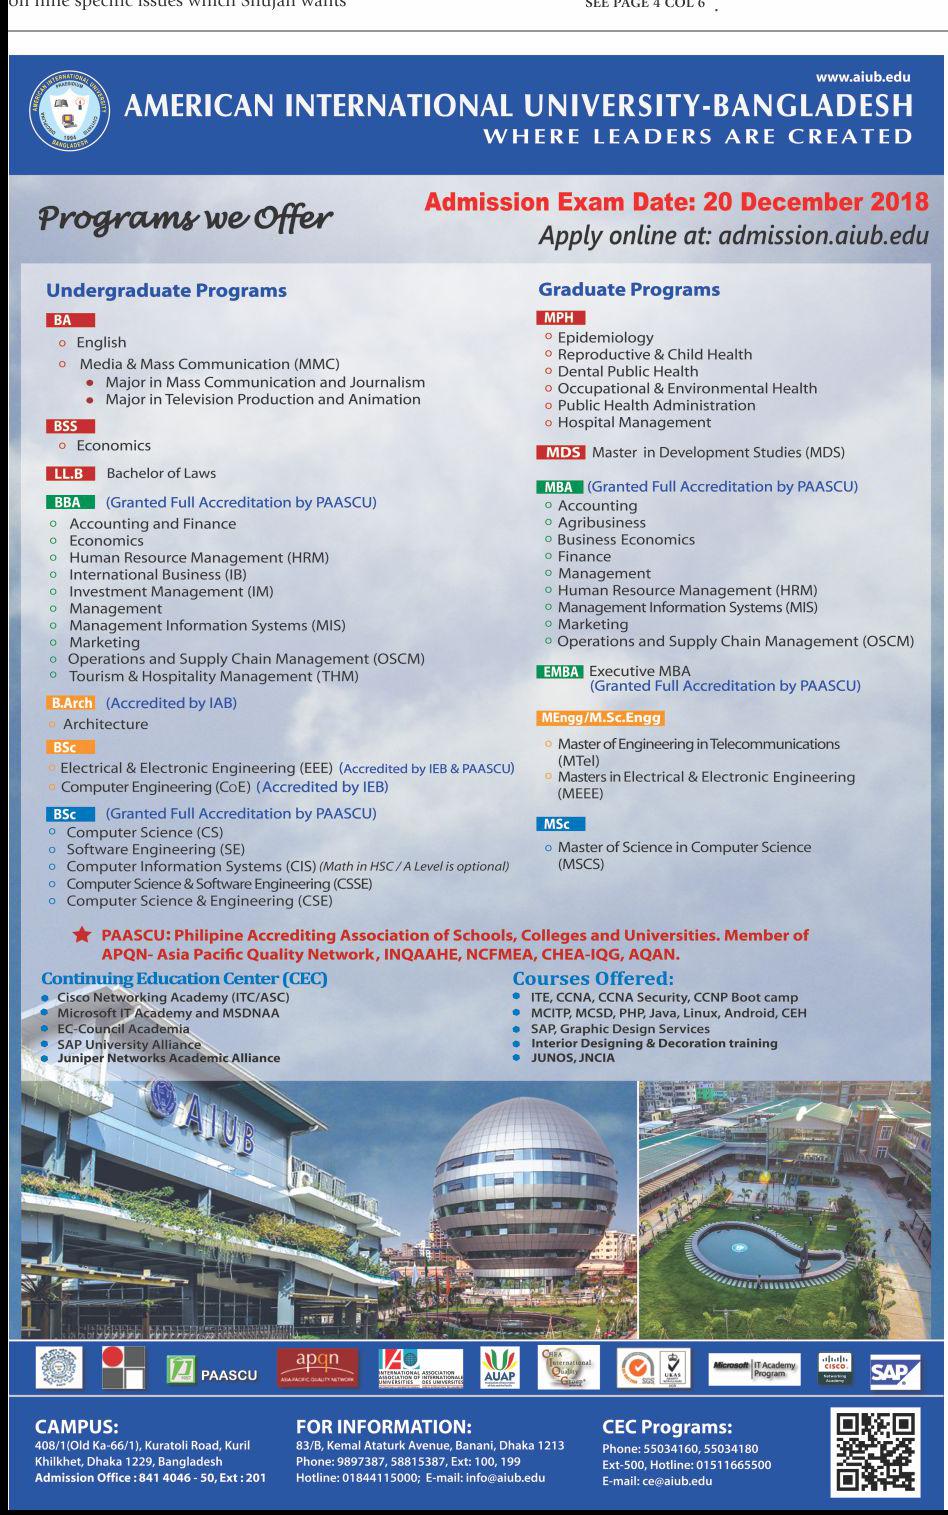 on nine specific issues which Shujan wants
SEE PAGE 4 COL 6
www.aiub.edu
AMERICAN INTERNATIONAL UNIVERSITY-BANGLADESH
WHERE LEADERS ARE CREATED
Programs we Offer
Admission Exam Date: 20 December 2018
Apply online at: admission.aiub.edu
Undergraduate Programs
BA
English
Media & Mass Communication (MMC)
Major in Mass Communication and Journalism
Major in Television Production and Animation
BSS
Economics
LL.B Bachelor of Laws
BBA (Granted Full Accreditation by PAASCU)
Accounting and Finance
Economics
Human Resource Management (HRM)
International Business (IB)
Investment Management (IM)
Management
Management Information Systems (MIS)
Marketing
Operations and Supply Chain Management (OSCM)
Tourism & Hospitality Management (THM)
B.Arch (Accredited by IAB)
Architecture
BSc
Electrical & Electronic Engineering (EEE) (Accredited by IEB & PAASCU)
Computer Engineering (CoE) (Accredited by IEB)
BSc (Granted Full Accreditation by PAASCU)
Computer Science (CS)
Software Engineering (SE)
Computer Information Systems (CIS) (Math in HSC / A Level is optional)
Computer Science & Software Engineering (CSSE)
Computer Science & Engineering (CSE)
Graduate Programs
MPH
Epidemiology
Reproductive & Child Health
Dental Public Health
Occupational & Environmental Health
Public Health Administration
Hospital Management
MDS Master in Development Studies (MDS)
MBA (Granted Full Accreditation by PAASCU)
Accounting
Agribusiness
Business Economics
Finance
Management
Human Resource Management (HRM)
Management Information Systems (MIS)
Marketing
Operations and Supply Chain Management (OSCM)
EMBA Executive MBA
(Granted Full Accreditation by PAASCU)
MEngg/M.Sc.Engg
Master of Engineering in Telecommunications
(MTel)
Masters in Electrical & Electronic Engineering
(MEEE)
MSc
Master of Science in Computer Science
(MSCS)
PAASCU: Philipine Accrediting Association of Schools, Colleges and Universities. Member of
APQN- Asia Pacific Quality Network, INQAAHE, NCFMEA, CHEA-IQG, AQAN.
Continuing Education Center (CEC)
Cisco Networking Academy (ITC/ASC)
Microsoft IT Academy and MSDNAA
EC-Council Academia
SAP University Alliance
Juniper Networks Academic Alliance
Courses Offered:
ITE, CCNA, CCNA Security, CCNP Boot camp
MCITP, MCSD, PHP, Java, Linux, Android, CEH
SAP, Graphic Design Services
Interior Designing & Decoration training
JUNOS, JNCIA
AIUB
PAASCU
apqn
ASIA-PACIFIC QUALITY NETWORK
INTERNATIONAL ASSOCIATION
ASSOCIATION INTERNATIONALE
OF UNIVERSITIES DES UNIVERSITES
AUAP
CHEA
International
Quality
Group
SGS
UKAS
Microsoft IT Academy
Program
CISCO
Networking
Academy
SAP
CAMPUS:
408/1(Old Ka-66/1), Kuratoli Road, Kuril
Khilkhet, Dhaka 1229, Bangladesh
Admission Office : 841 4046 - 50, Ext : 201
FOR INFORMATION:
83/B, Kemal Ataturk Avenue, Banani, Dhaka 1213
Phone: 9897387, 58815387, Ext: 100, 199
Hotline: 01844115000; E-mail: info@aiub.edu
CEC Programs:
Phone: 55034160, 55034180
Ext-500, Hotline: 01511665500
E-mail: ce@aiub.edu